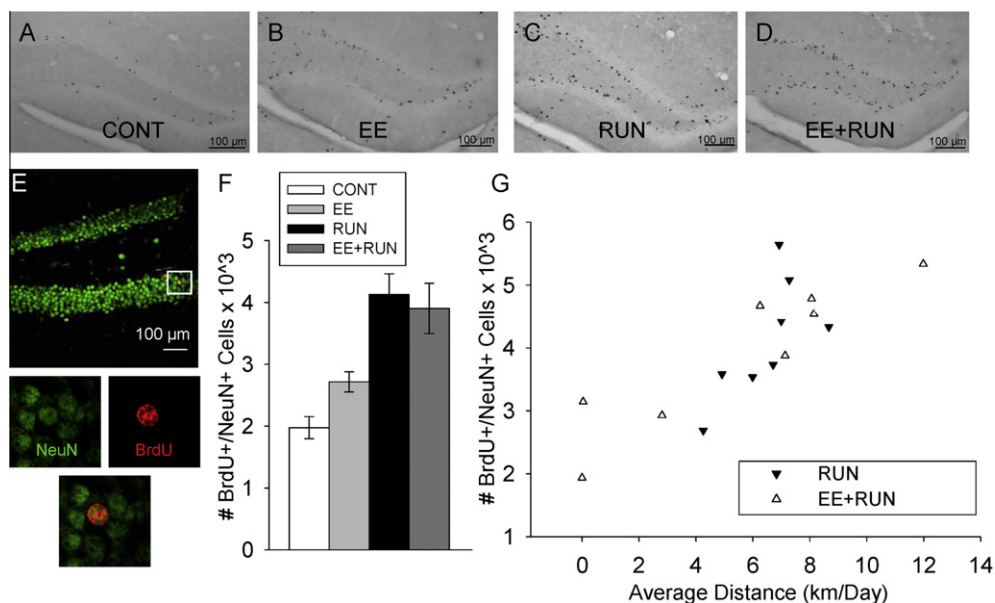 A
CONT
100 µm
B
EE
100 µm
C
RUN
100 µm
D
EE+RUN
100 µm
E
100 µm
NeuN
BrdU
F
CONT
EE
RUN
EE+RUN
# BrdU+/NeuN+ Cells x 10^3
5
4
3
2
1
0
G
# BrdU+/NeuN+ Cells x 10^3
6
5
4
3
2
1
RUN
EE+RUN
0 2 4 6 8 10 12 14
Average Distance (km/Day)